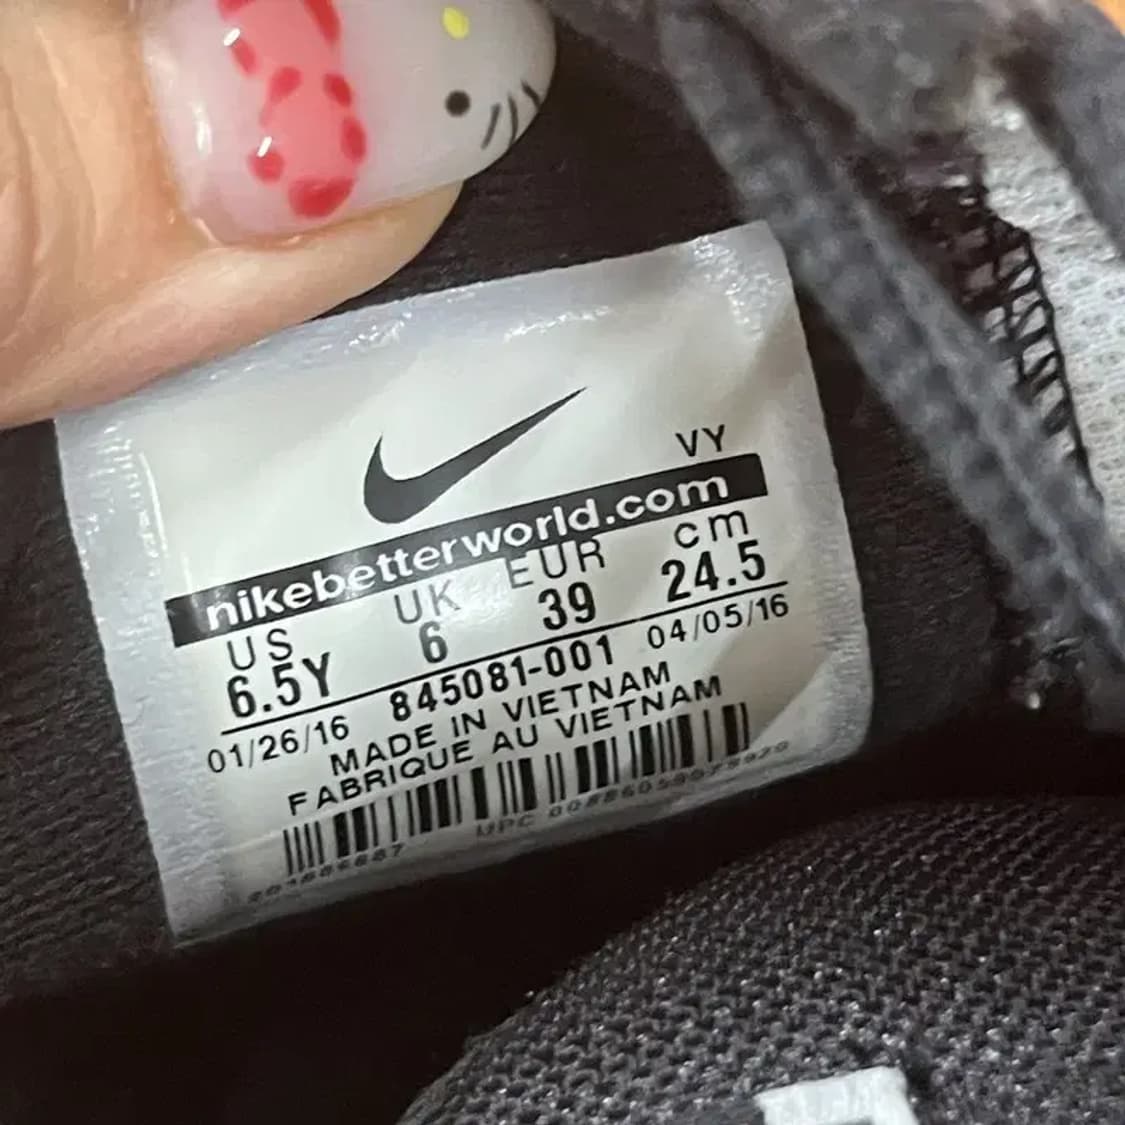 VY
nikebetterworld.com
US UK EUR cm
6.5Y 6 39 24.5
01/26/16 845081-001 04/05/16
MADE IN VIETNAM
FABRIQUE AU VIETNAM
UPC